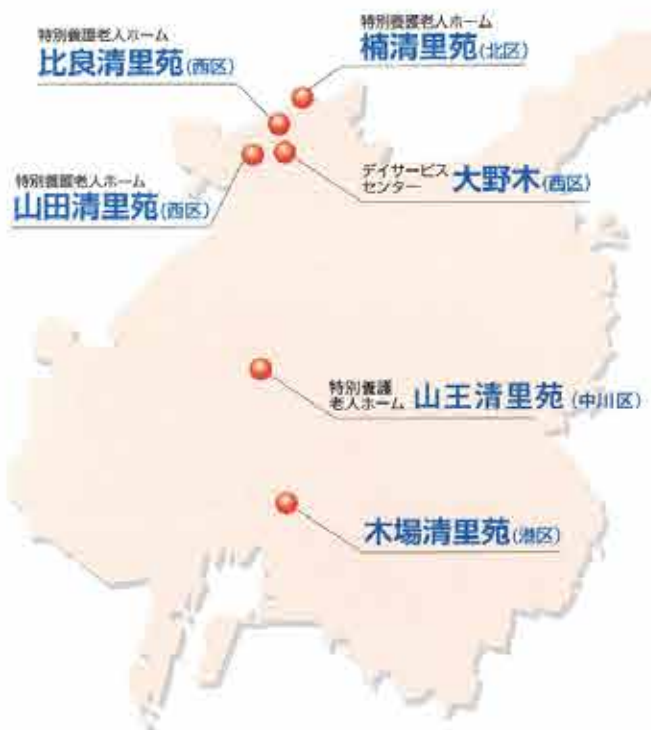 特別養護老人ホーム
比良清里苑(西区)
特別養護老人ホーム
楠清里苑(北区)
特別養護老人ホーム
山田清里苑(西区)
デイサービス
センター 大野木(西区)
特別養護
老人ホーム 山王清里苑(中川区)
木場清里苑(港区)